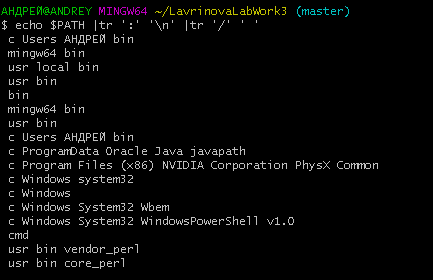 АНДРЕЙ@ANDREY MINGW64 ~/LavrinovaLabWork3 (master)
$ echo $PATH |tr ':' '\n' |tr '/' ' '
 c Users АНДРЕЙ bin
 mingw64 bin
 usr local bin
 usr bin
 bin
 mingw64 bin
 usr bin
 c Users АНДРЕЙ bin
 c ProgramData Oracle Java javapath
 c Program Files (x86) NVIDIA Corporation PhysX Common
 c Windows system32
 c Windows
 c Windows System32 Wbem
 c Windows System32 WindowsPowerShell v1.0
 cmd
 usr bin vendor_perl
 usr bin core_perl